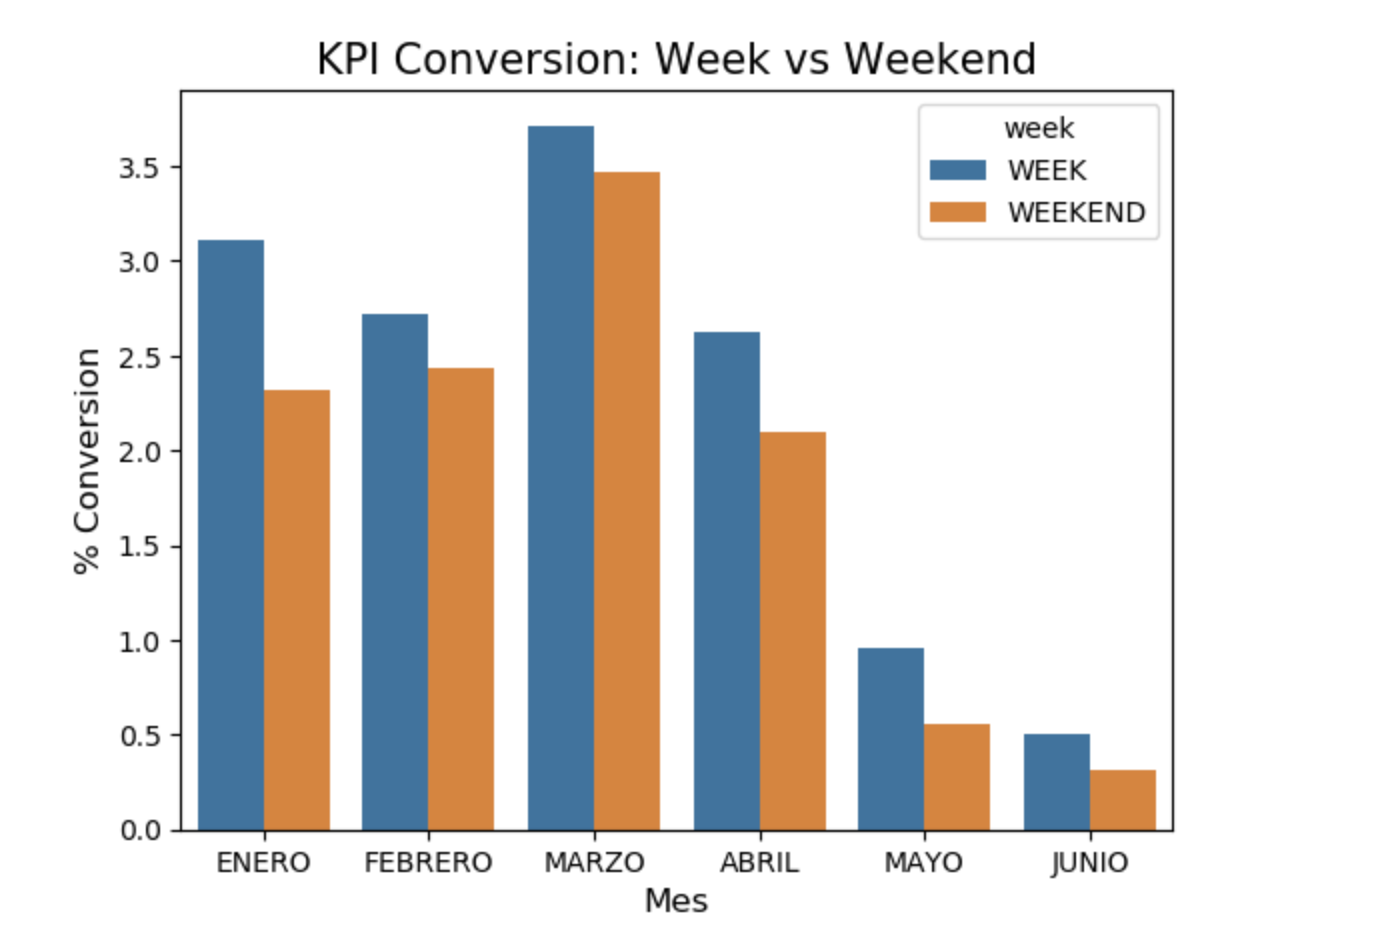 KPI Conversion: Week vs Weekend
week
WEEK
WEEKEND
% Conversion
3.5
3.0
2.5
2.0
1.5
1.0
0.5
0.0
ENERO FEBRERO MARZO ABRIL MAYO JUNIO
Mes